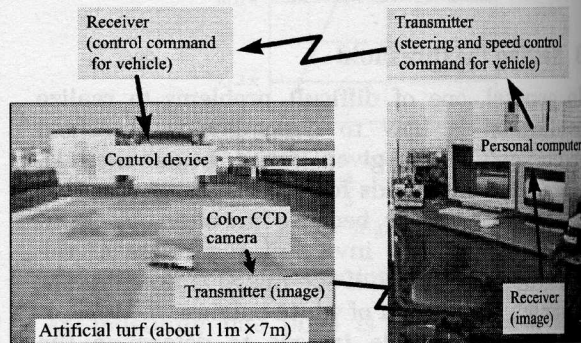 Receiver
(control command
for vehicle)
Transmitter
(steering and speed control
command for vehicle)
Control device
Personal computer
Color CCD
camera
Transmitter (image)
Receiver
(image)
Artificial turf (about 11m × 7m)